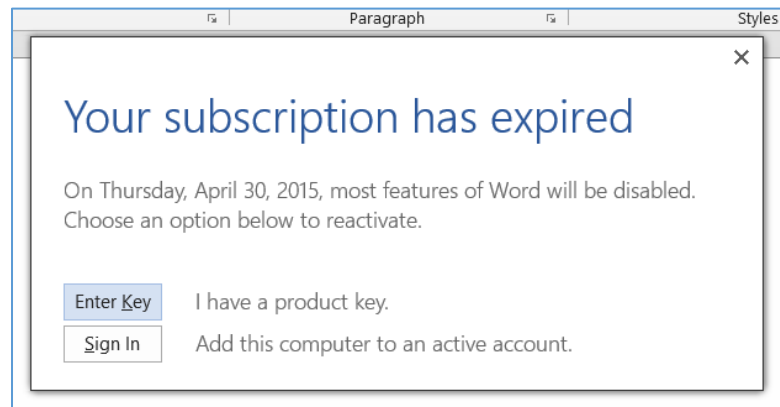 Paragraph Styles
Your subscription has expired
On Thursday, April 30, 2015, most features of Word will be disabled.
Choose an option below to reactivate.
Enter Key I have a product key.
Sign In Add this computer to an active account.